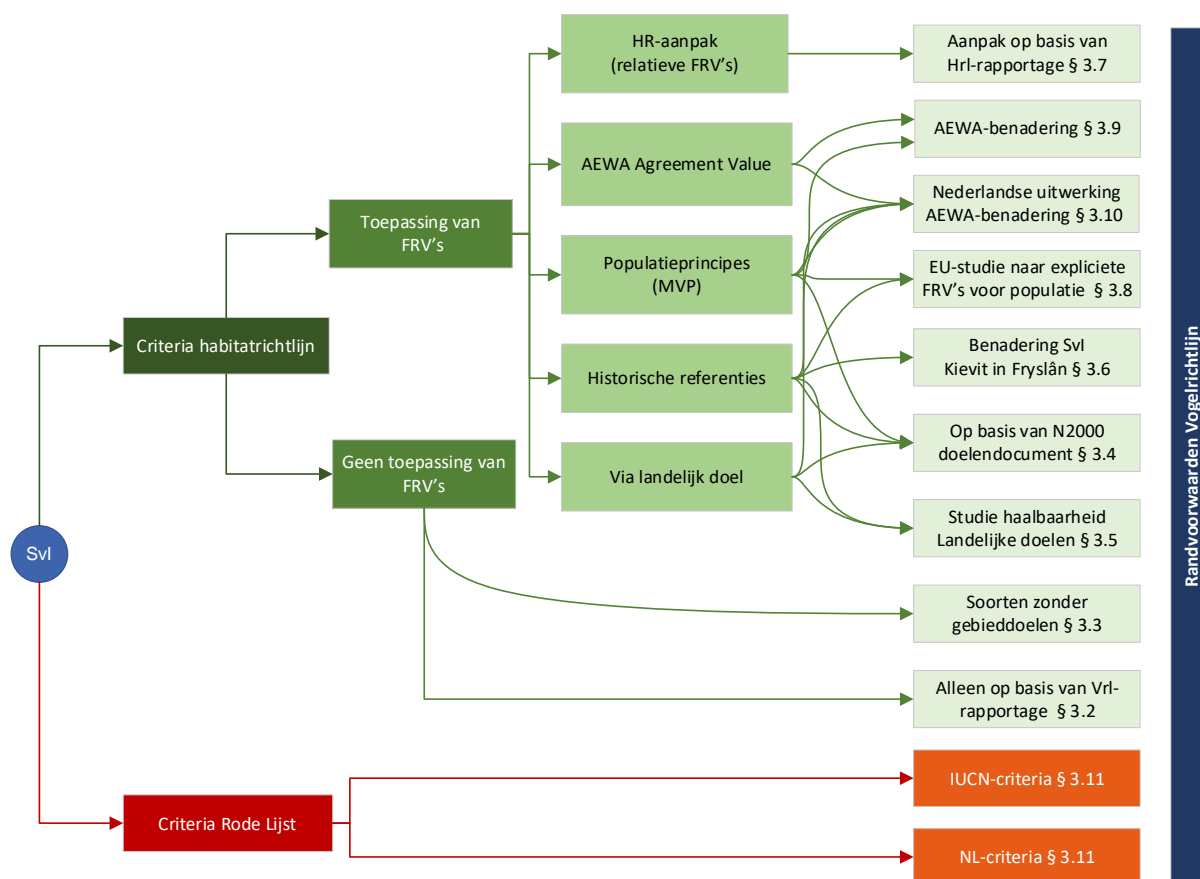 SvI
Criteria habitatrichtlijn
Criteria Rode Lijst
Toepassing van
FRV's
Geen toepassing van
FRV's
HR-aanpak
(relatieve FRV's)
AEWA Agreement Value
Populatieprincipes
(MVP)
Historische referenties
Via landelijk doel
Aanpak op basis van
Hrl-rapportage § 3.7
AEWA-benadering § 3.9
Nederlandse uitwerking
AEWA-benadering § 3.10
EU-studie naar expliciete
FRV's voor populatie § 3.8
Benadering SvI
Kievit in Fryslân § 3.6
Op basis van N2000
doelendocument § 3.4
Studie haalbaarheid
Landelijke doelen § 3.5
Soorten zonder
gebieddoelen § 3.3
Alleen op basis van Vrl-
rapportage § 3.2
IUCN-criteria § 3.11
NL-criteria § 3.11
Randvoorwaarden Vogelrichtlijn